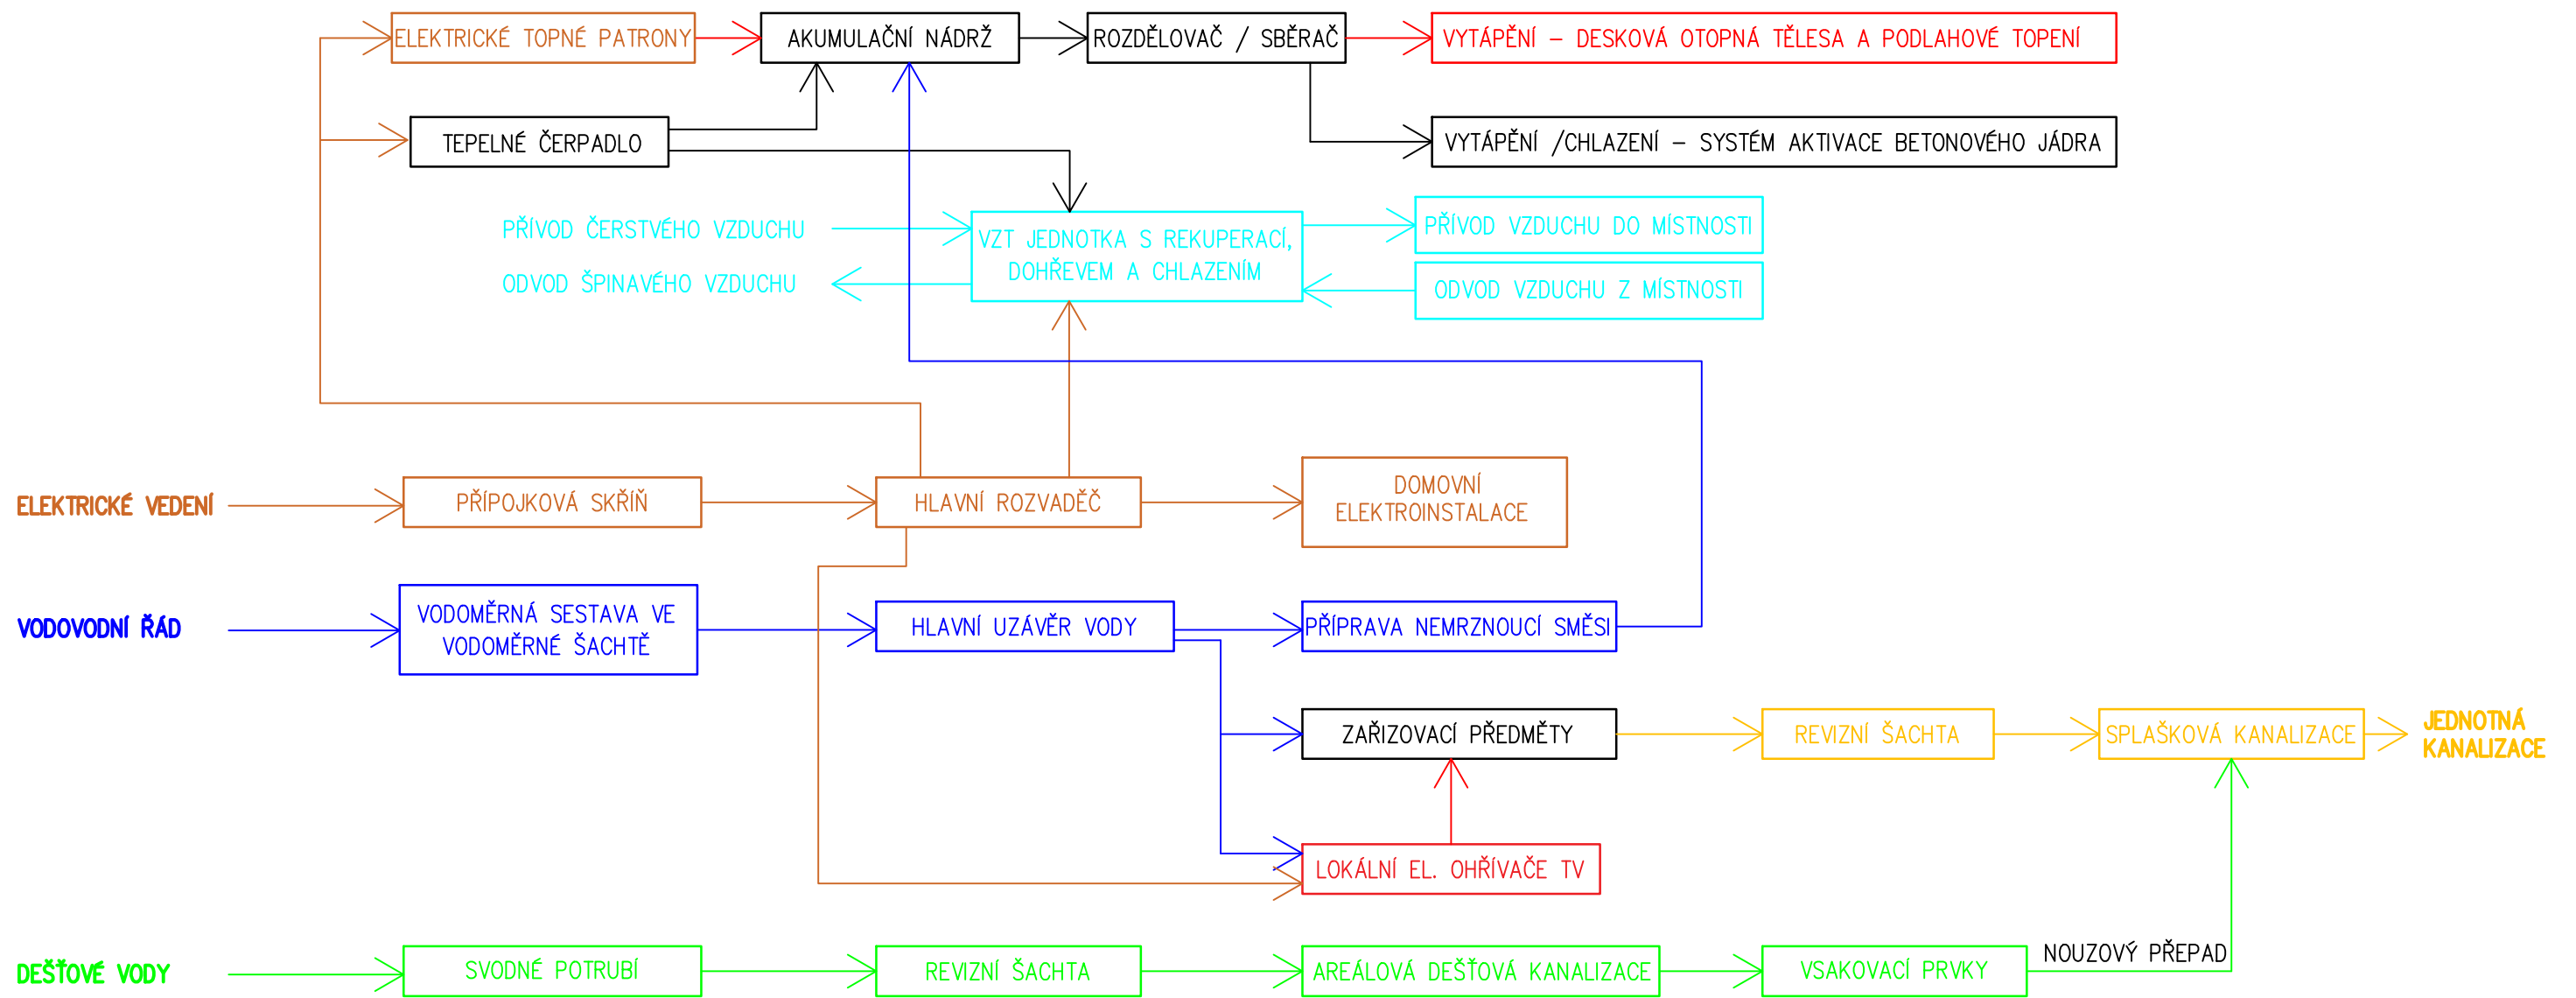 ELEKTRICKÉ TOPNÉ PATRONY
AKUMULAČNÍ NÁDRŽ
ROZDĚLOVAČ / SBĚRAČ
VYTÁPĚNÍ – DESKOVÁ OTOPNÁ TĚLESA A PODLAHOVÉ TOPENÍ
TEPELNÉ ČERPADLO
VYTÁPĚNÍ /CHLAZENÍ – SYSTÉM AKTIVACE BETONOVÉHO JÁDRA
PŘÍVOD ČERSTVÉHO VZDUCHU
ODVOD ŠPINAVÉHO VZDUCHU
VZT JEDNOTKA S REKUPERACÍ,
DOHŘEVEM A CHLAZENÍM
PŘÍVOD VZDUCHU DO MÍSTNOSTI
ODVOD VZDUCHU Z MÍSTNOSTI
ELEKTRICKÉ VEDENÍ
PŘÍPOJKOVÁ SKŘÍŇ
HLAVNÍ ROZVADĚČ
DOMOVNÍ
ELEKTROINSTALACE
VODOVODNÍ ŘÁD
VODOMĚRNÁ SESTAVA VE
VODOMĚRNÉ ŠACHTĚ
HLAVNÍ UZÁVĚR VODY
PŘÍPRAVA NEMRZNOUCÍ SMĚSI
ZAŘIZOVACÍ PŘEDMĚTY
REVIZNÍ ŠACHTA
SPLAŠKOVÁ KANALIZACE
JEDNOTNÁ
KANALIZACE
LOKÁLNÍ EL. OHŘÍVAČE TV
DEŠŤOVÉ VODY
SVODNÉ POTRUBÍ
REVIZNÍ ŠACHTA
AREÁLOVÁ DEŠŤOVÁ KANALIZACE
VSAKOVACÍ PRVKY
NOUZOVÝ PŘEPAD